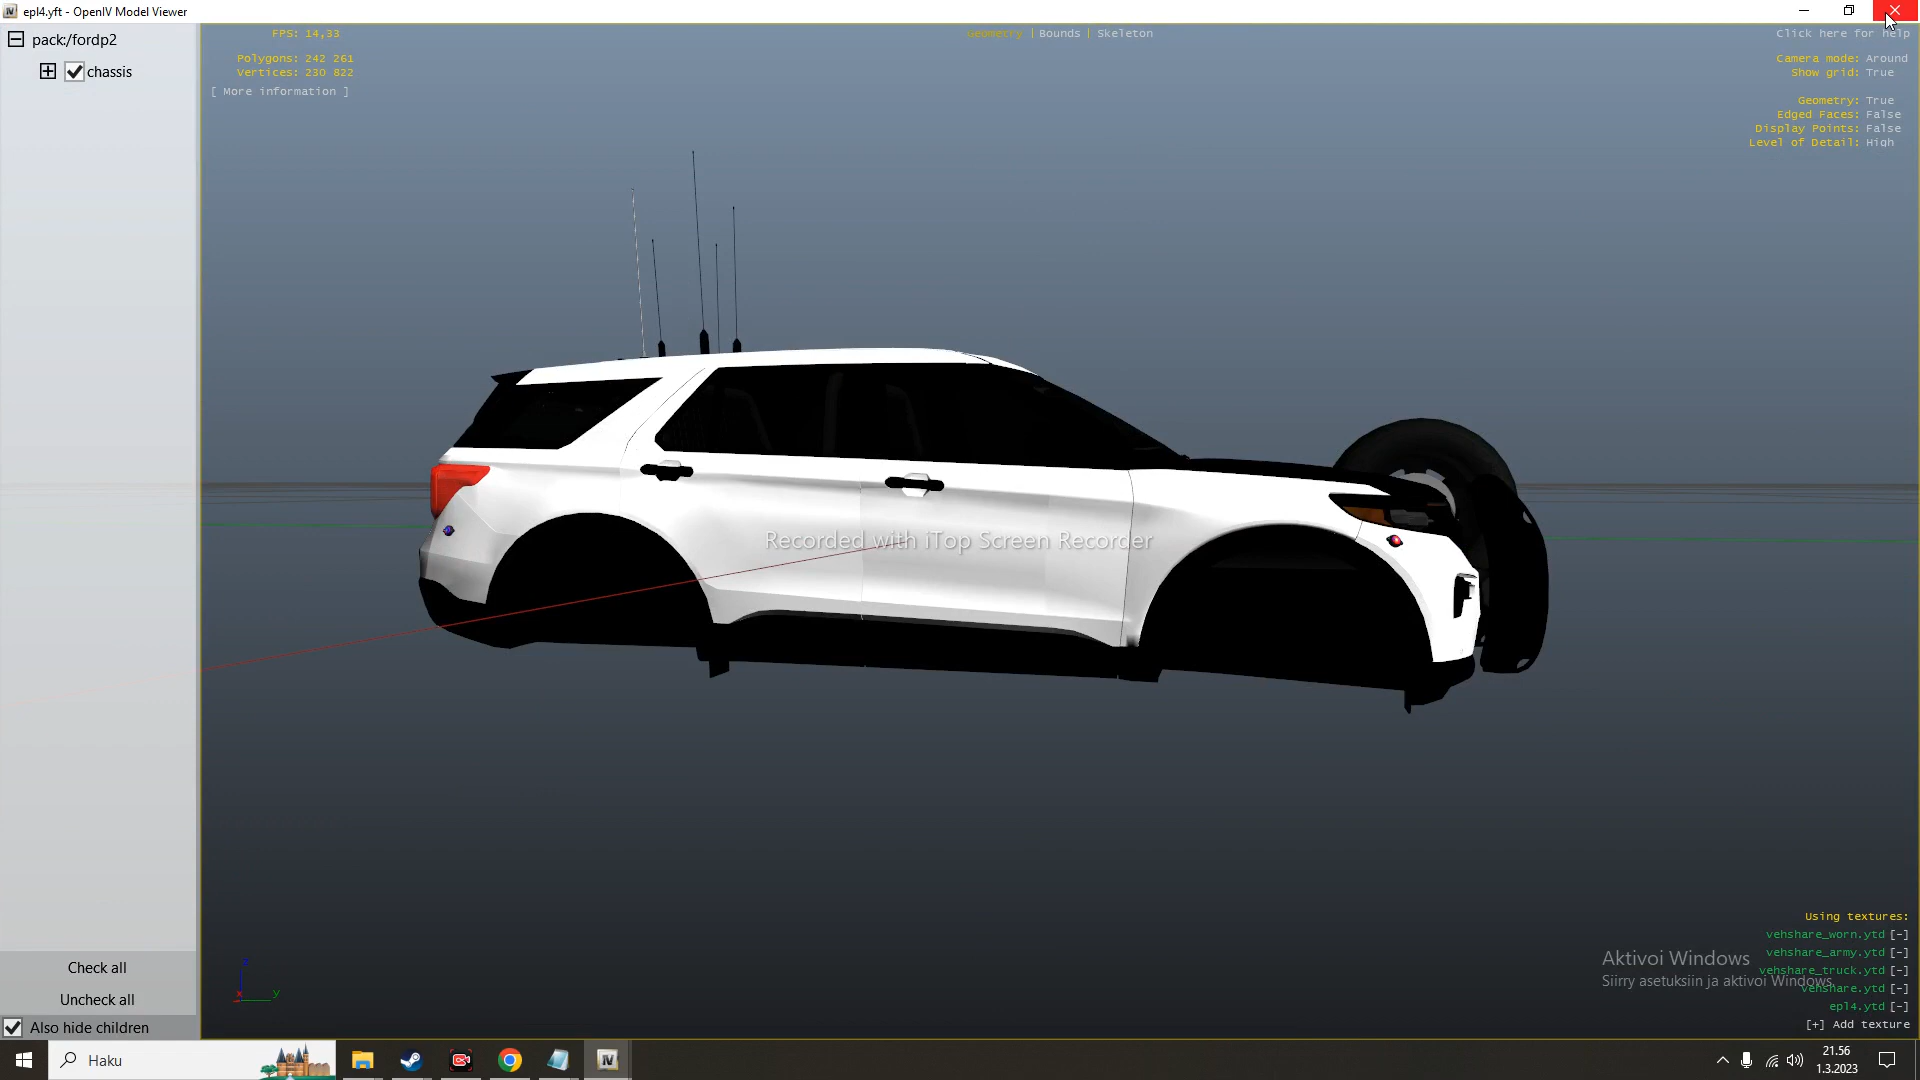 epl4.yft - OpenIV Model Viewer
pack:/fordp2
chassis
FPS: 14,33
Polygons: 242 261
Vertices: 230 822
[ More information ]
Geometry | Bounds | Skeleton
Click here for help
Camera mode: Around
Show grid: True
Geometry: True
Edged Faces: False
Display Points: False
Level of Detail: High
Recorded with iTop Screen Recorder
Using textures:
vehshare_worn.ytd [-]
vehshare_army.ytd [-]
vehshare_truck.ytd [-]
vehshare.ytd [-]
epl4.ytd [-]
[+] Add texture
Aktivoi Windows
Siirry asetuksiin ja aktivoi Windows.
z
x
y
Check all
Uncheck all
Also hide children
Haku
IV
21.56
1.3.2023